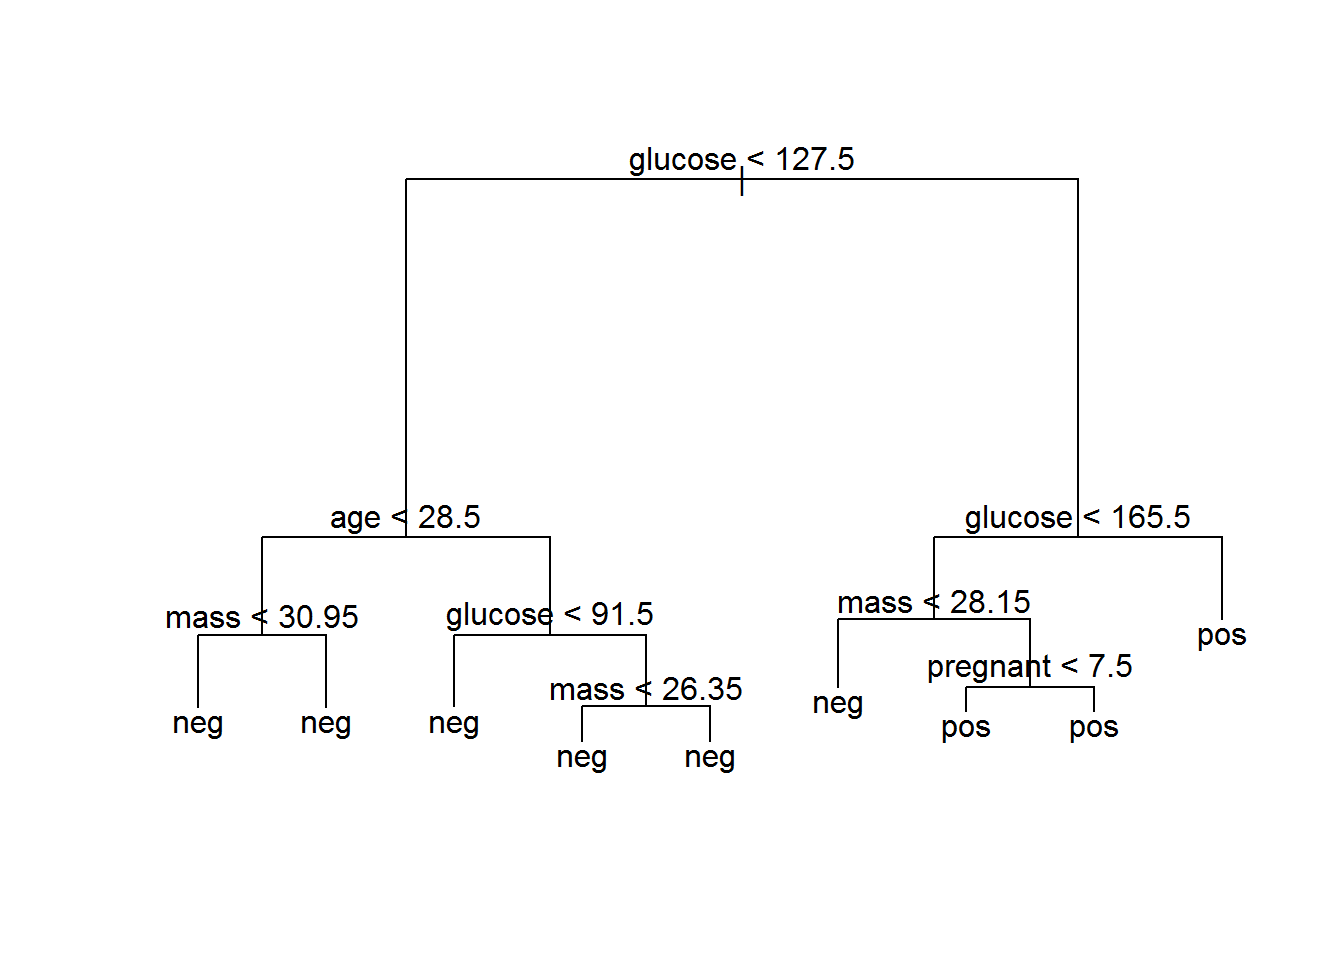 glucose < 127.5
age < 28.5
glucose < 165.5
mass < 30.95
glucose < 91.5
mass < 28.15
pos
pregnant < 7.5
mass < 26.35
neg
neg
neg
neg
pos
pos
neg
neg